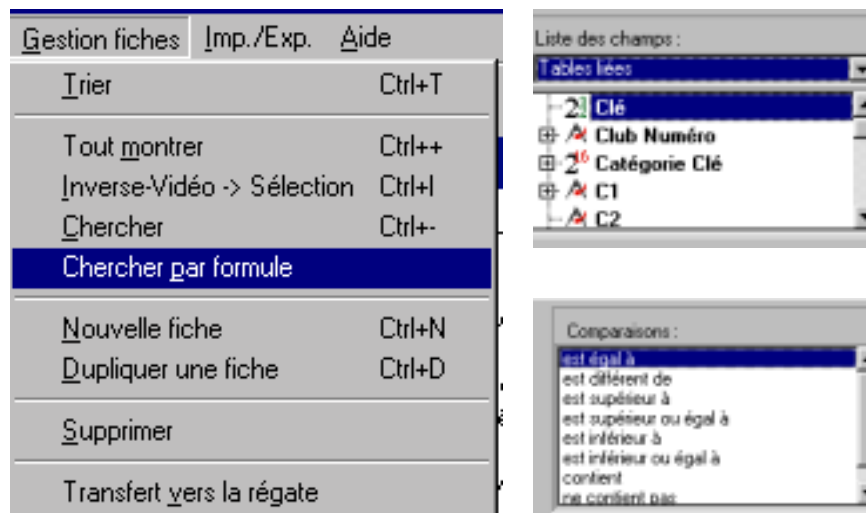 Gestion fiches Imp./Exp. Aide
Trier Ctrl+T
Tout montrer Ctrl++
Inverse-Vidéo -> Sélection Ctrl+I
Chercher Ctrl+-
Chercher par formule
Nouvelle fiche Ctrl+N
Dupliquer une fiche Ctrl+D
Supprimer
Transfert vers la régate
Liste des champs :
Tables liées
Clé
Club Numéro
Catégorie Clé
C1
C2
Comparaisons :
est égal à
est différent de
est supérieur à
est supérieur ou égal à
est inférieur à
est inférieur ou égal à
contient
ne contient pas